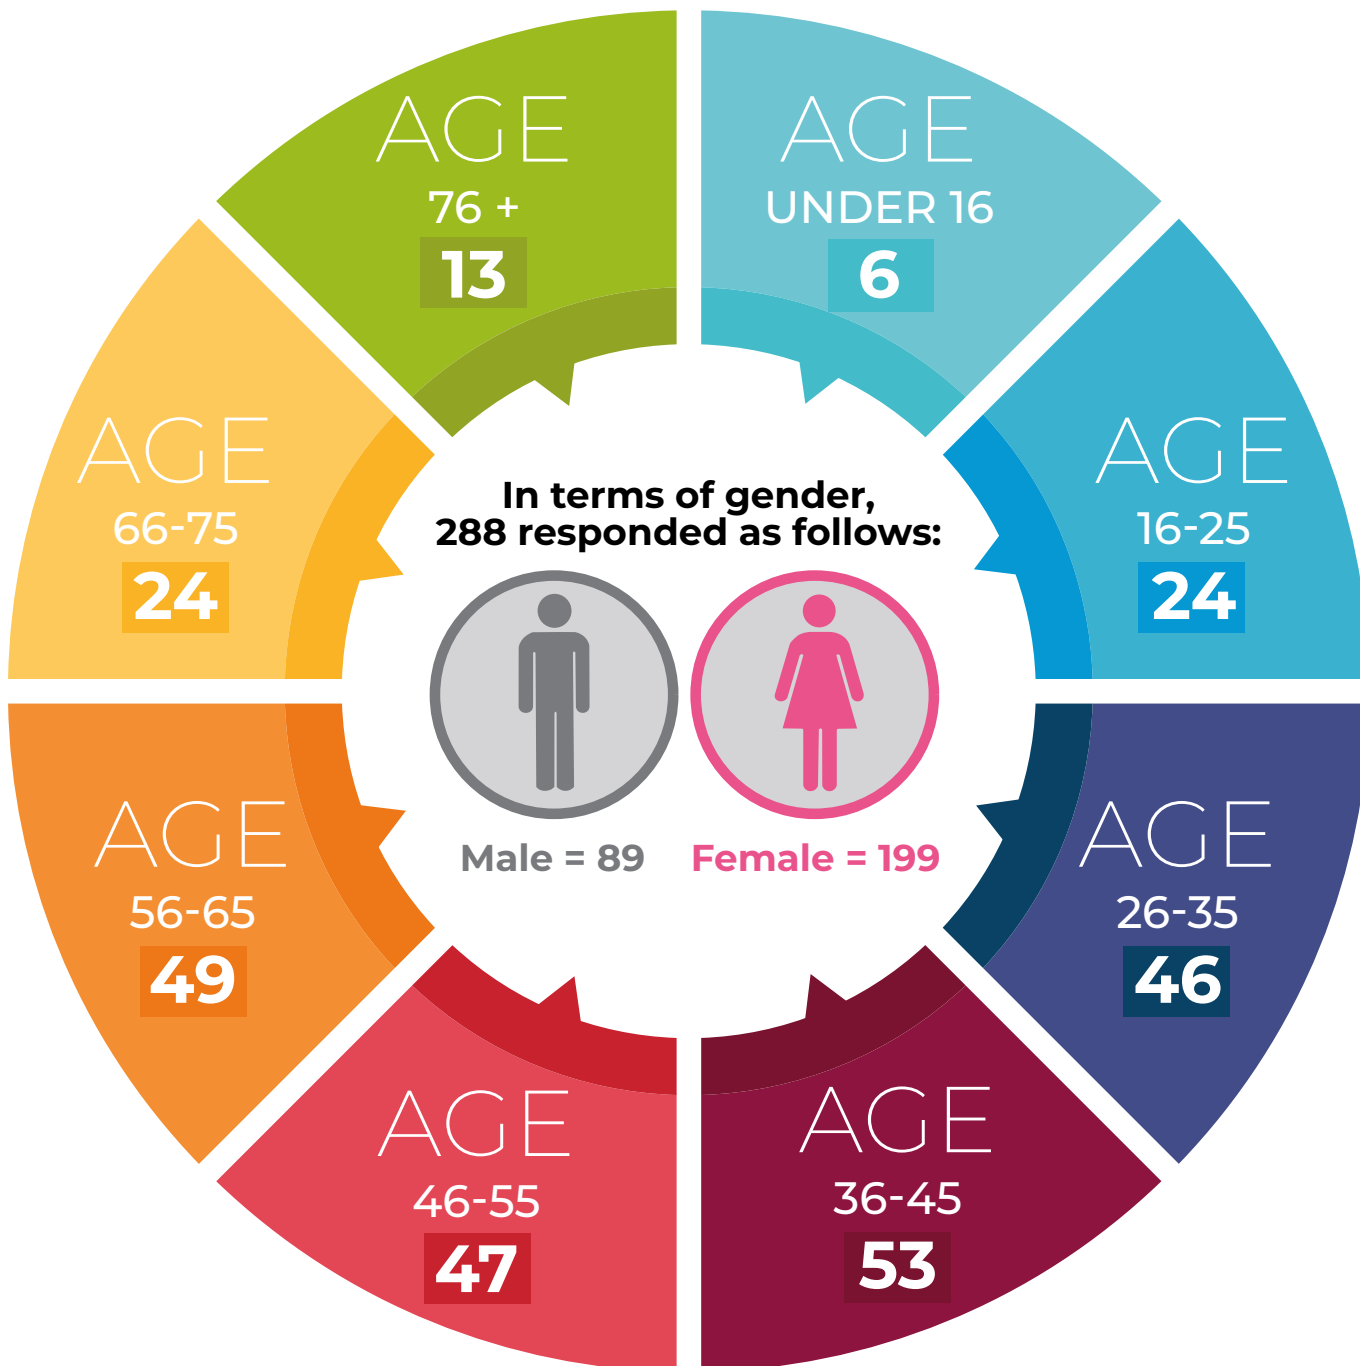 AGE
UNDER 16
6
AGE
16-25
24
AGE
26-35
46
AGE
36-45
53
AGE
46-55
47
AGE
56-65
49
AGE
66-75
24
AGE
76 +
13
In terms of gender,
288 responded as follows:
Male = 89
Female = 199